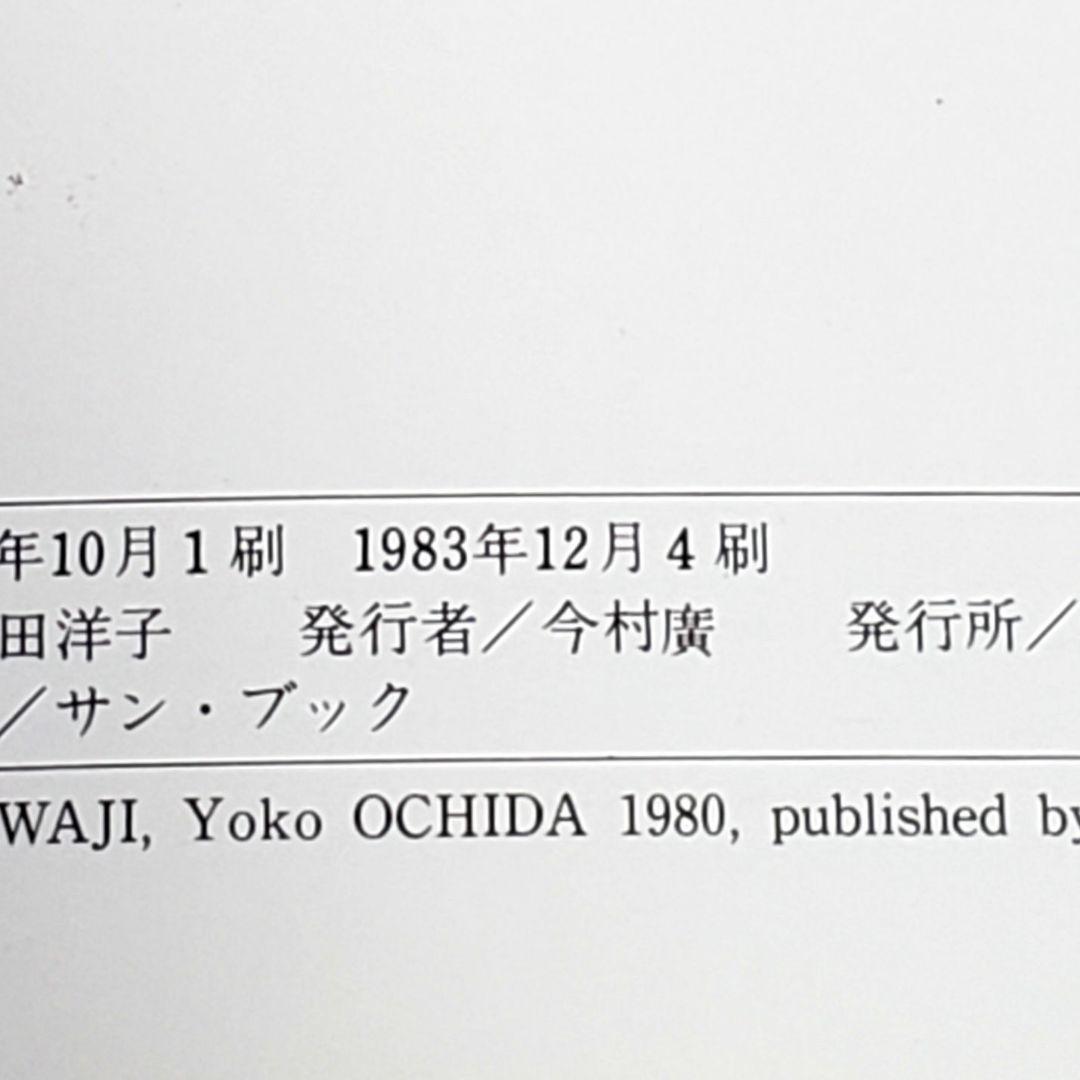 年10月1刷　1983年12月4刷
田洋子　発行者／今村廣　発行所／
／サン・ブック
WAJI, Yoko OCHIDA 1980, published by